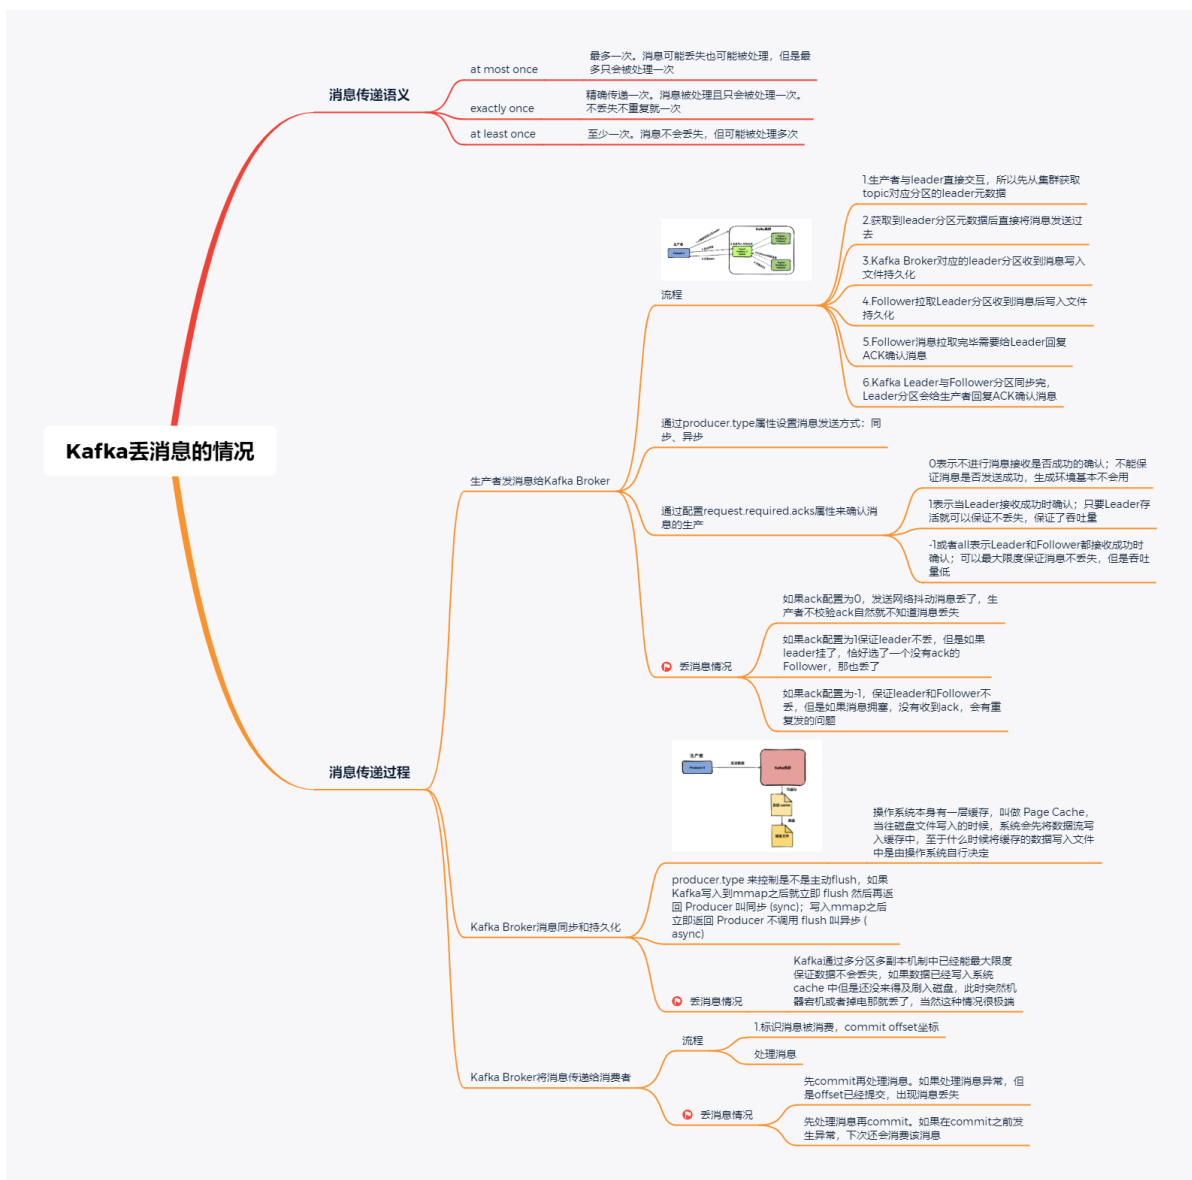 Kafka丢消息的情况
消息传递语义
at most once
最多一次。消息可能丢失也可能被处理，但是最
多只会被处理一次
exactly once
精确传递一次。消息被处理且只会被处理一次。
不丢失不重复就一次
at least once
至少一次。消息不会丢失，但可能被处理多次
消息传递过程
生产者发消息给Kafka Broker
生产者
Kafka集群
流程
1.生产者与leader直接交互，所以先从集群获取
topic对应分区的leader元数据
2.获取到leader分区元数据后直接将消息发送过
去
3.Kafka Broker对应的leader分区收到消息写入
文件持久化
4.Follower拉取Leader分区收到消息后写入文件
持久化
5.Follower消息拉取完毕需要给Leader回复
ACK确认消息
6.Kafka Leader与Follower分区同步完，
Leader分区会给生产者回复ACK确认消息
通过producer.type属性设置消息发送方式：同
步、异步
通过配置request.required.acks属性来确认消
息的生产
0表示不进行消息接收是否成功的确认；不能保
证消息是否发送成功，生成环境基本不会用
1表示当Leader接收成功时确认；只要Leader存
活就可以保证不丢失，保证了吞吐量
-1或者all表示Leader和Follower都接收成功时
确认；可以最大限度保证消息不丢失，但是吞吐
量低
丢消息情况
如果ack配置为0，发送网络抖动消息丢了，生
产者不校验ack自然就不知道消息丢失
如果ack配置为1保证leader不丢，但是如果
leader挂了，恰好选了一个没有ack的
Follower，那也丢了
如果ack配置为-1，保证leader和Follower不
丢，但是如果消息拥塞，没有收到ack，会有重
复发的问题
Kafka Broker消息同步和持久化
生产者
Kafka集群
操作系统本身有一层缓存，叫做 Page Cache，
当往磁盘文件写入的时候，系统会先将数据流写
入缓存中，至于什么时候将缓存的数据写入文件
中是由操作系统自行决定
producer.type 来控制是不是主动flush，如果
Kafka写入到mmap之后就立即 flush 然后再返
回 Producer 叫同步 (sync)；写入mmap之后
立即返回 Producer 不调用 flush 叫异步 (
async)
丢消息情况
Kafka通过多分区多副本机制中已经能最大限度
保证数据不会丢失，如果数据已经写入系统
cache 中但是还没来得及刷入磁盘，此时突然机
器宕机或者掉电那就丢了，当然这种情况很极端
Kafka Broker将消息传递给消费者
流程
1.标识消息被消费，commit offset坐标
处理消息
丢消息情况
先commit再处理消息。如果处理消息异常，但
是offset已经提交，出现消息丢失
先处理消息再commit。如果在commit之前发
生异常，下次还会消费该消息